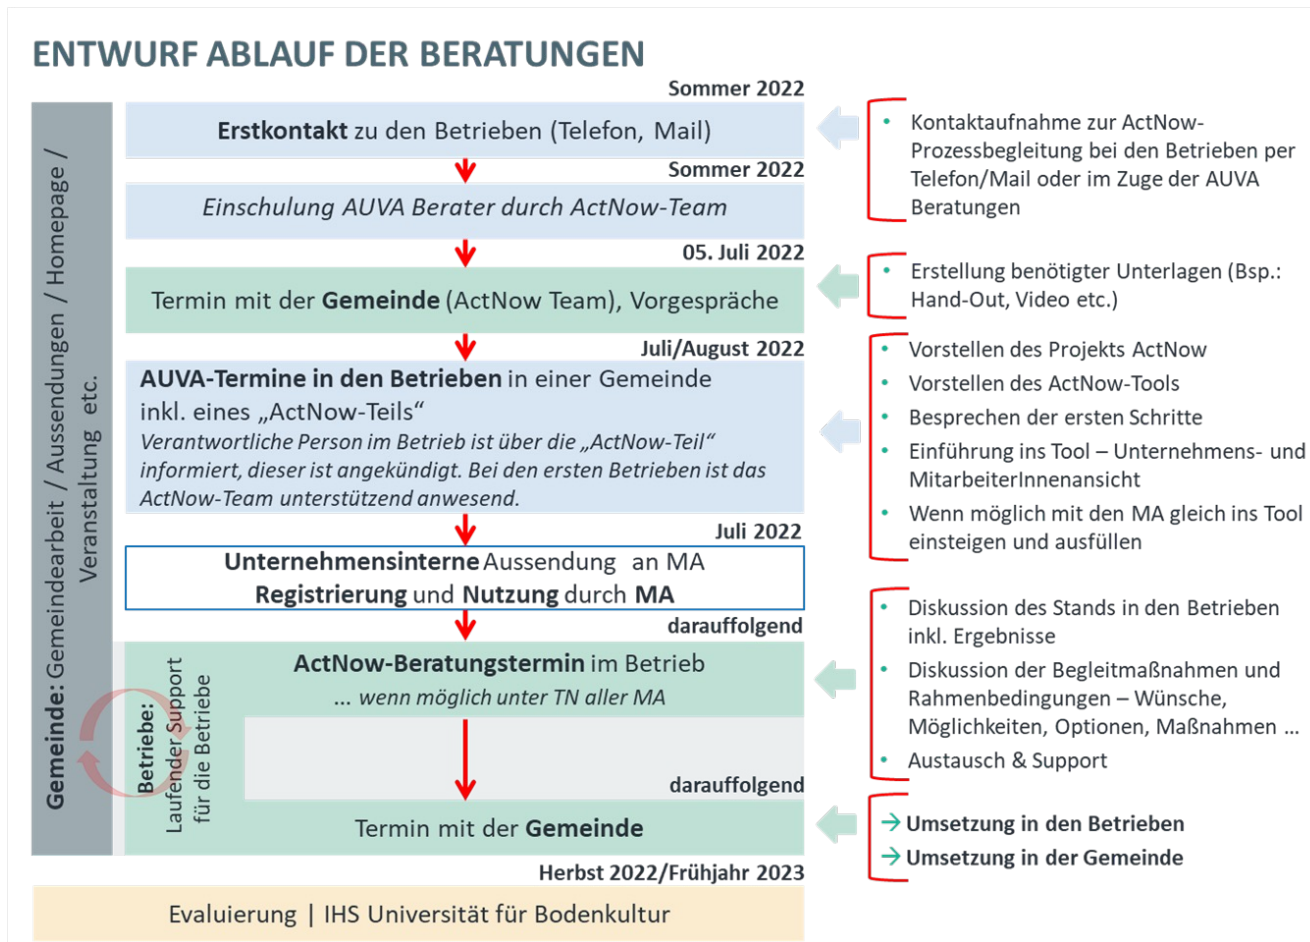 ENTWURF ABLAUF DER BERATUNGEN
Gemeinde: Gemeindearbeit / Aussendungen / Homepage /
Veranstaltung etc.
Sommer 2022
Erstkontakt zu den Betrieben (Telefon, Mail)
• Kontaktaufnahme zur ActNow-
Prozessbegleitung bei den Betrieben per
Telefon/Mail oder im Zuge der AUVA
Beratungen
Sommer 2022
Einschulung AUVA Berater durch ActNow-Team
05. Juli 2022
Termin mit der Gemeinde (ActNow Team), Vorgespräche
• Erstellung benötigter Unterlagen (Bsp.:
Hand-Out, Video etc.)
Juli/August 2022
AUVA-Termine in den Betrieben in einer Gemeinde
inkl. eines „ActNow-Teils“
Verantwortliche Person im Betrieb ist über die „ActNow-Teil“
informiert, dieser ist angekündigt. Bei den ersten Betrieben ist das
ActNow-Team unterstützend anwesend.
• Vorstellen des Projekts ActNow
• Vorstellen des ActNow-Tools
• Besprechen der ersten Schritte
• Einführung ins Tool – Unternehmens- und
MitarbeiterInnenansicht
• Wenn möglich mit den MA gleich ins Tool
einsteigen und ausfüllen
Juli 2022
Unternehmensinterne Aussendung an MA
Registrierung und Nutzung durch MA
darauffolgend
Betriebe:
Laufender Support
für die Betriebe
ActNow-Beratungstermin im Betrieb
... wenn möglich unter TN aller MA
• Diskussion des Stands in den Betrieben
inkl. Ergebnisse
• Diskussion der Begleitmaßnahmen und
Rahmenbedingungen – Wünsche,
Möglichkeiten, Optionen, Maßnahmen ...
• Austausch & Support
darauffolgend
Termin mit der Gemeinde
→ Umsetzung in den Betrieben
→ Umsetzung in der Gemeinde
Herbst 2022/Frühjahr 2023
Evaluierung | IHS Universität für Bodenkultur